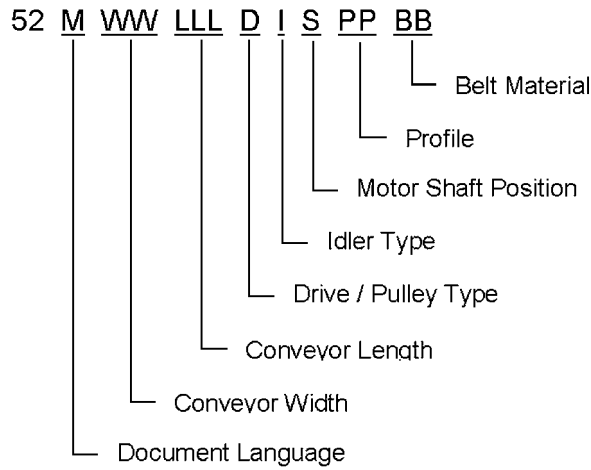 52 M WW LLL D I S PP BB
Belt Material
Profile
Motor Shaft Position
Idler Type
Drive / Pulley Type
Conveyor Length
Conveyor Width
Document Language